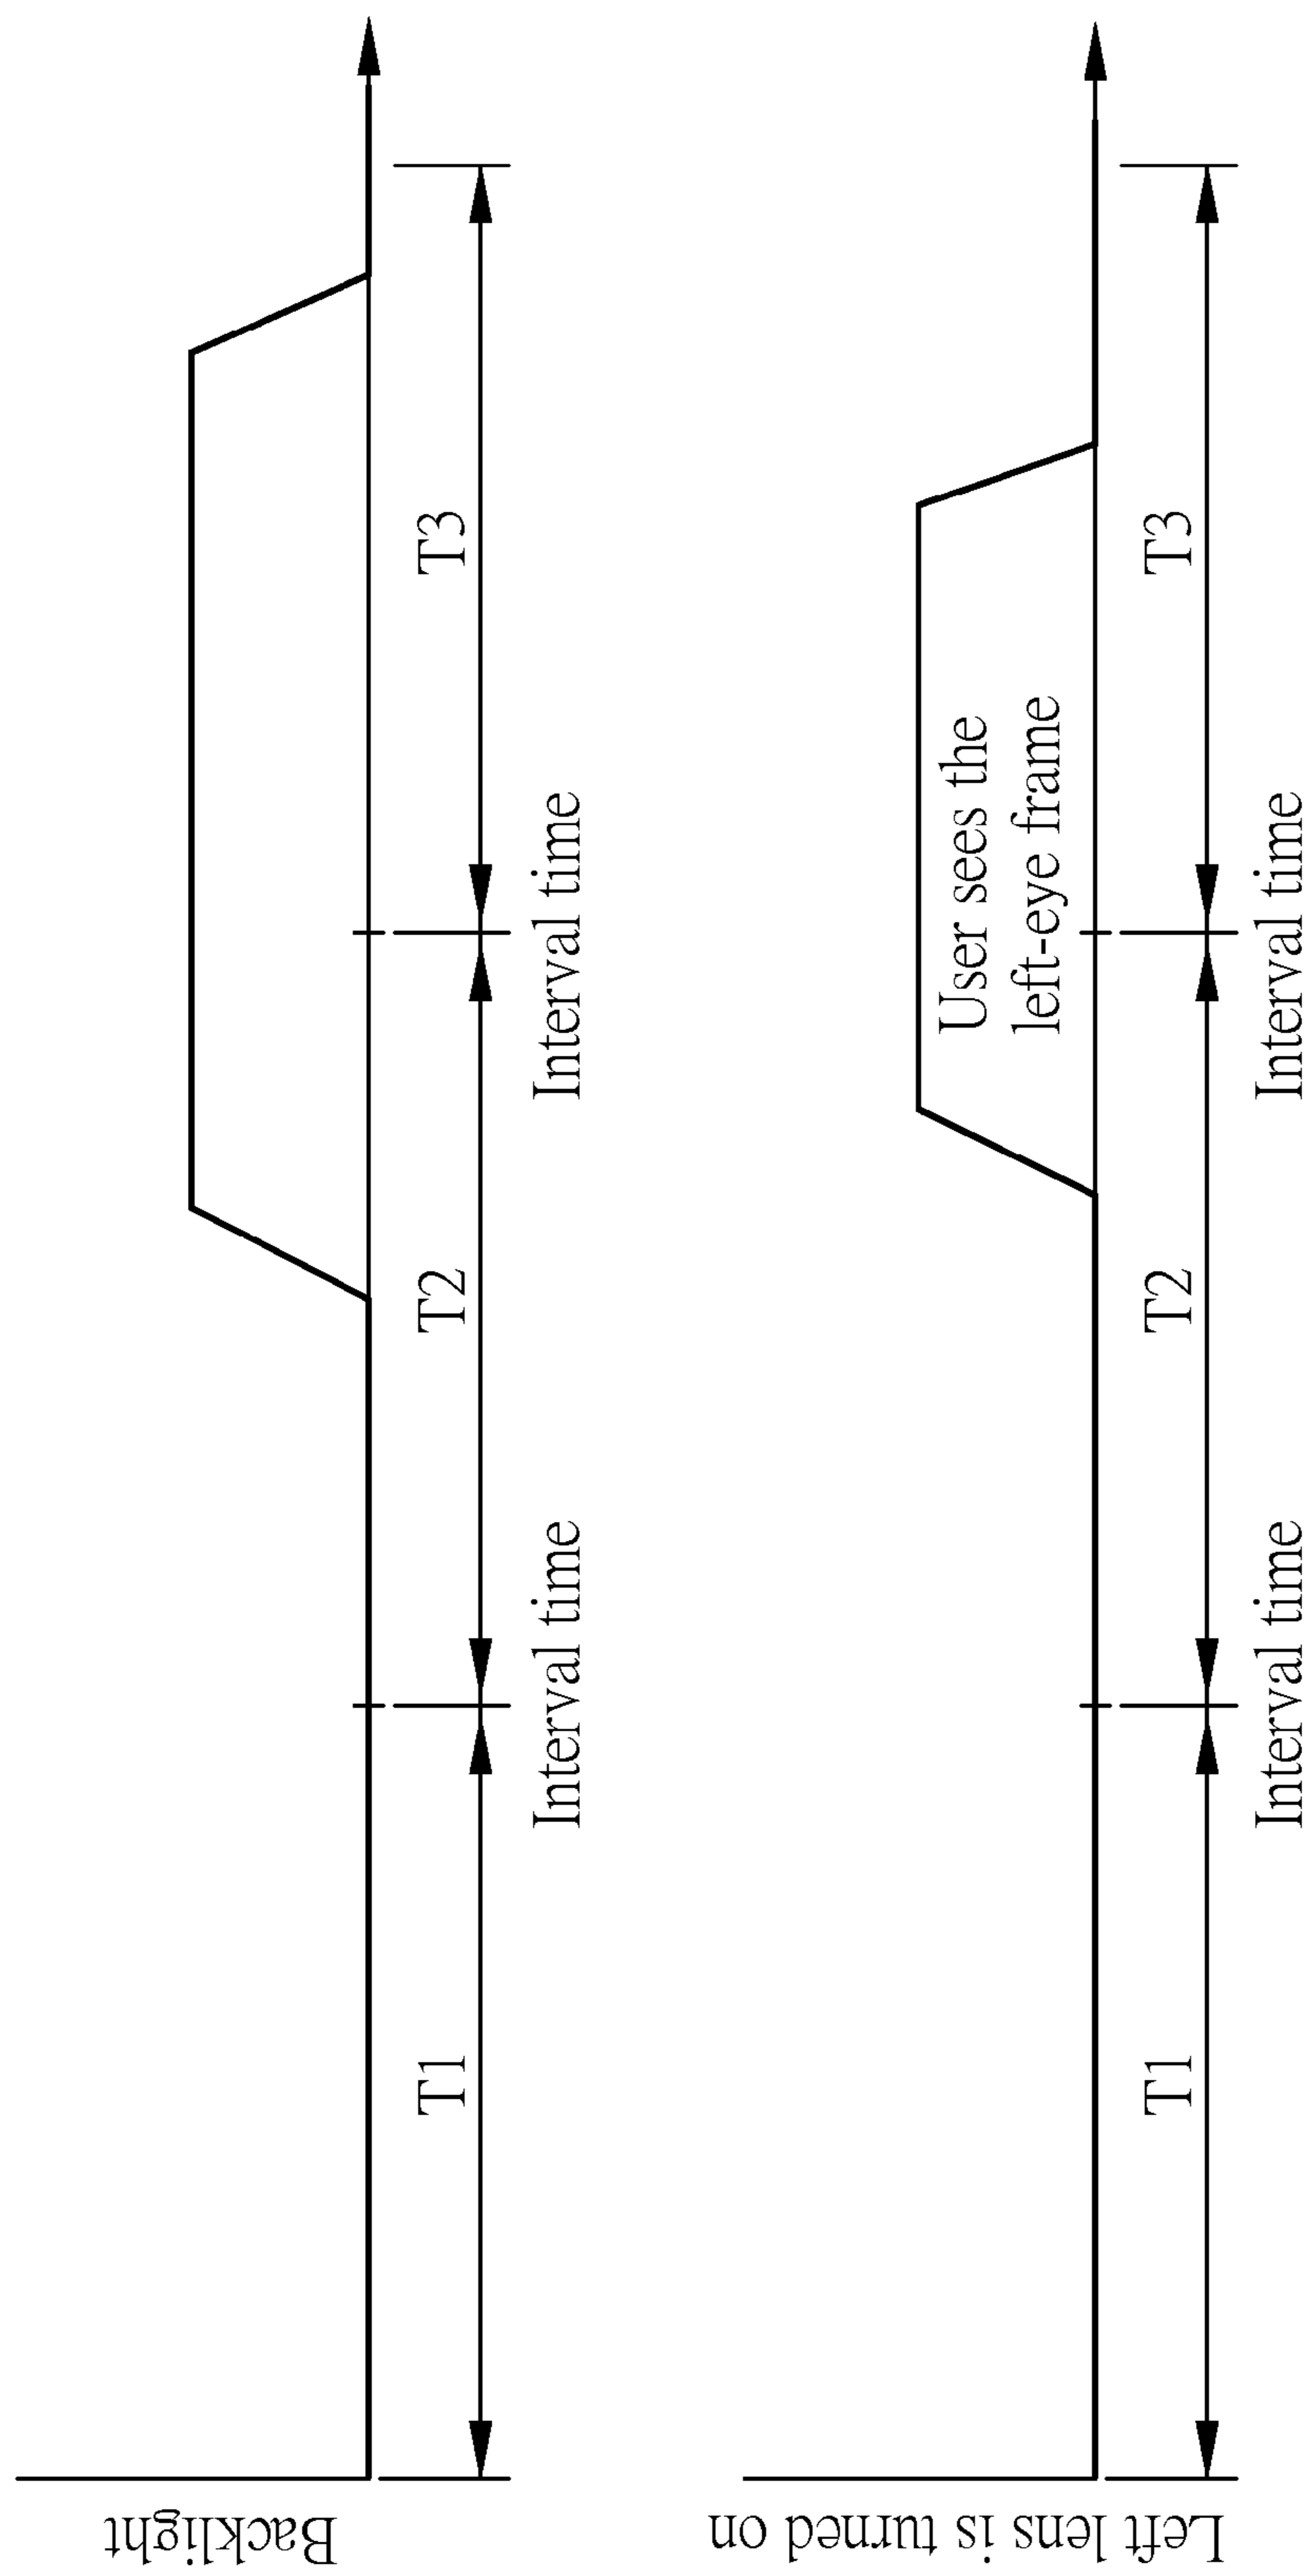 Backlight
T1
T2
T3
Interval time
Interval time
Left lens is turned on
User sees the
left-eye frame
T1
T2
T3
Interval time
Interval time